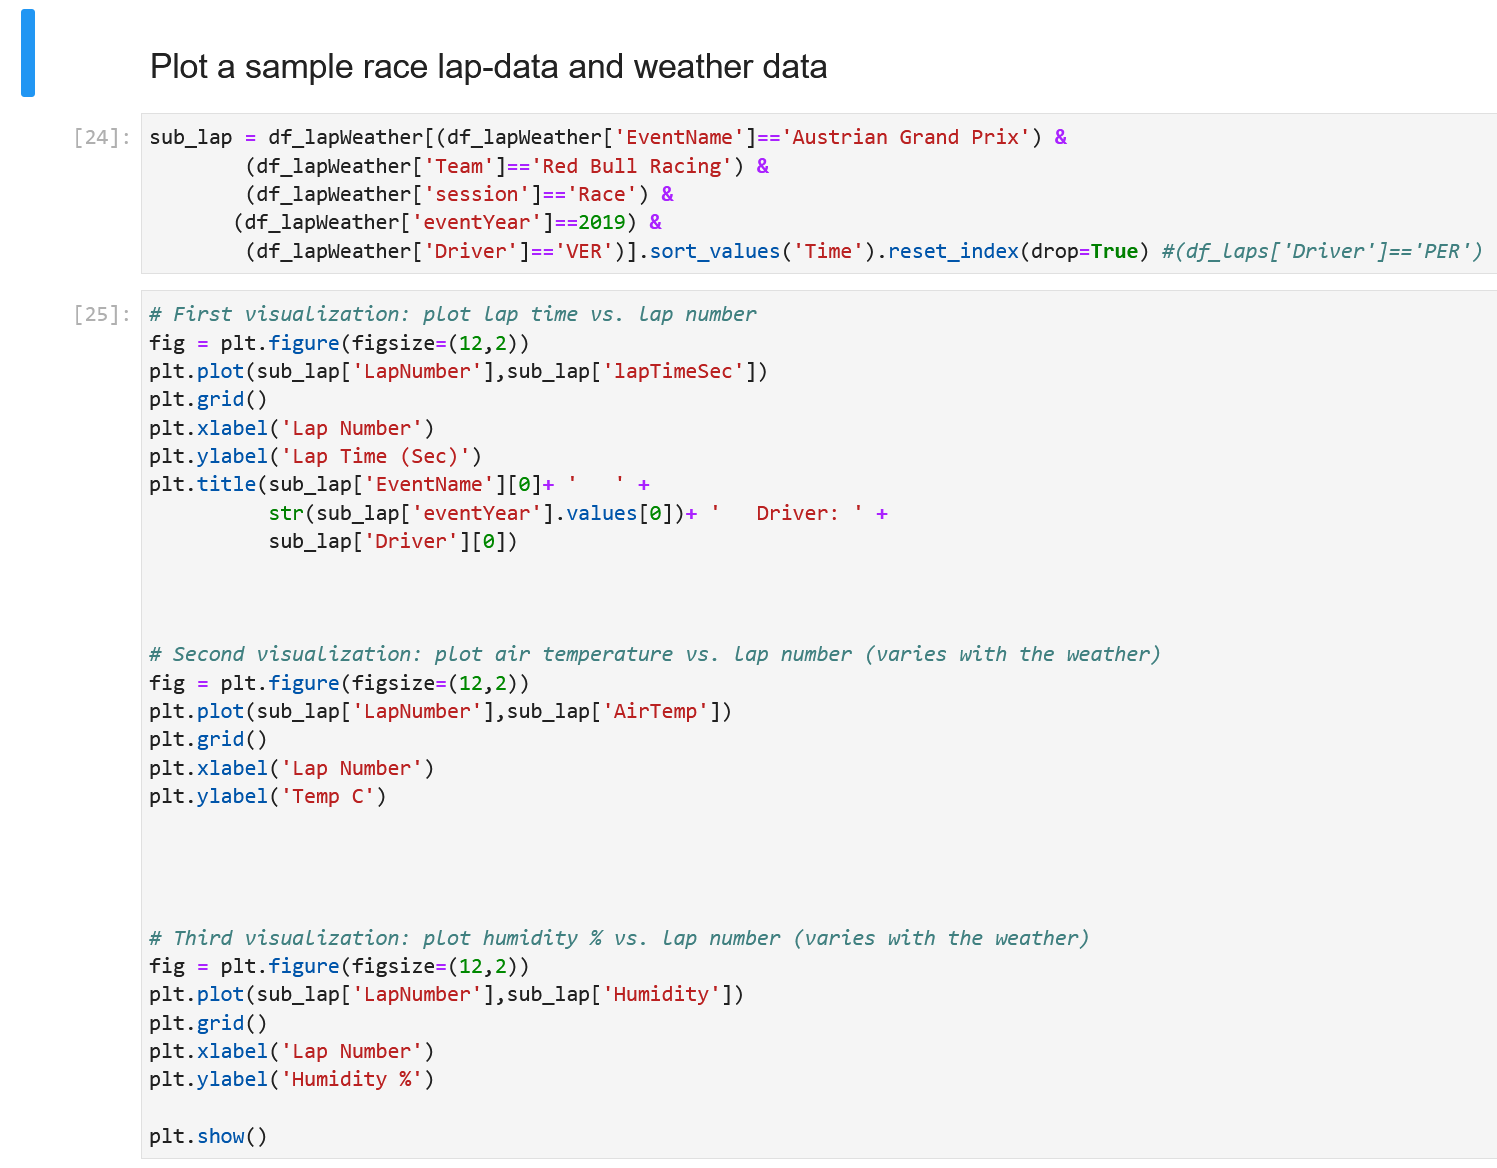 Plot a sample race lap-data and weather data
[24]: sub_lap = df_lapWeather[(df_lapWeather['EventName']=='Austrian Grand Prix') &
        (df_lapWeather['Team']=='Red Bull Racing') &
        (df_lapWeather['session']=='Race') &
       (df_lapWeather['eventYear']==2019) &
        (df_lapWeather['Driver']=='VER')].sort_values('Time').reset_index(drop=True) #(df_laps['Driver']=='PER')
[25]: # First visualization: plot lap time vs. lap number
fig = plt.figure(figsize=(12,2))
plt.plot(sub_lap['LapNumber'],sub_lap['lapTimeSec'])
plt.grid()
plt.xlabel('Lap Number')
plt.ylabel('Lap Time (Sec)')
plt.title(sub_lap['EventName'][0]+ '   ' +
          str(sub_lap['eventYear'].values[0])+ '   Driver: ' +
          sub_lap['Driver'][0])
# Second visualization: plot air temperature vs. lap number (varies with the weather)
fig = plt.figure(figsize=(12,2))
plt.plot(sub_lap['LapNumber'],sub_lap['AirTemp'])
plt.grid()
plt.xlabel('Lap Number')
plt.ylabel('Temp C')
# Third visualization: plot humidity % vs. lap number (varies with the weather)
fig = plt.figure(figsize=(12,2))
plt.plot(sub_lap['LapNumber'],sub_lap['Humidity'])
plt.grid()
plt.xlabel('Lap Number')
plt.ylabel('Humidity %')
plt.show()